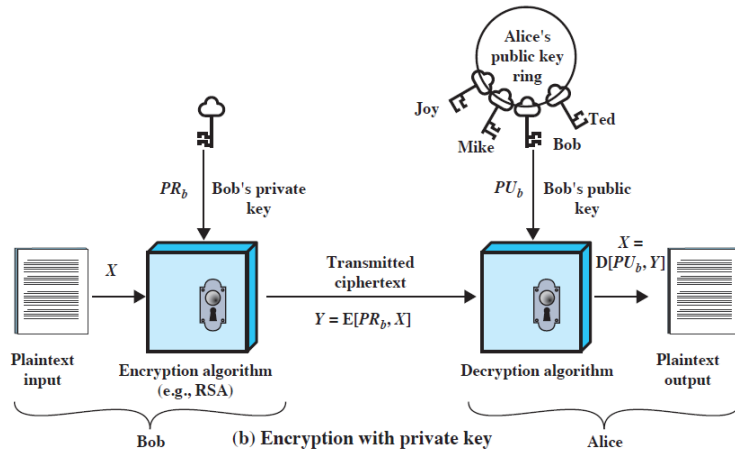 Alice's
public key
ring
Joy
Mike
Bob
Ted
PR_b
Bob's private
key
PU_b
Bob's public
key
X
Transmitted
ciphertext
Y = E[PR_b, X]
X =
D[PU_b, Y]
Plaintext
input
Encryption algorithm
(e.g., RSA)
Decryption algorithm
Plaintext
output
Bob
(b) Encryption with private key
Alice